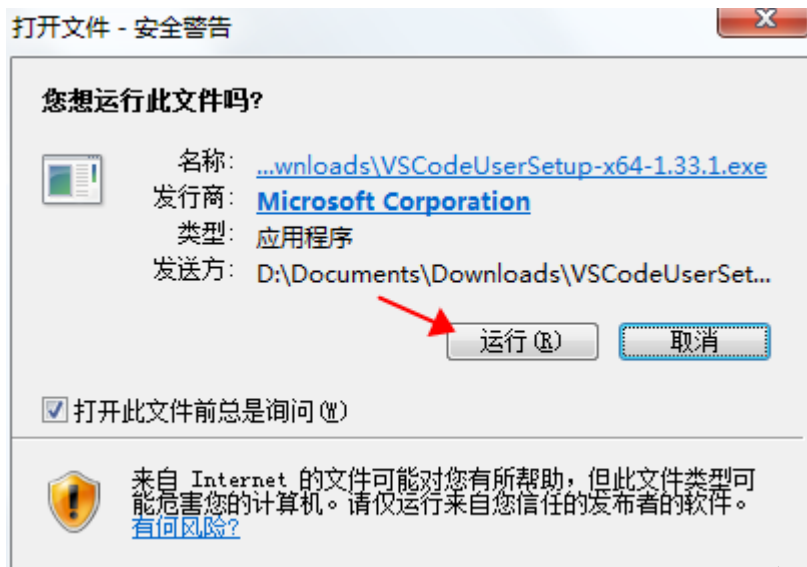 打开文件 - 安全警告
您想运行此文件吗?
名称: ...wnloads\VSCodeUserSetup-x64-1.33.1.exe
发行商: Microsoft Corporation
类型: 应用程序
发送方: D:\Documents\Downloads\VSCodeUserSet...
运行(R) 取消
打开此文件前总是询问(W)
来自 Internet 的文件可能对您有所帮助，但此文件类型可
能危害您的计算机。请仅运行来自您信任的发布者的软件。
有何风险?